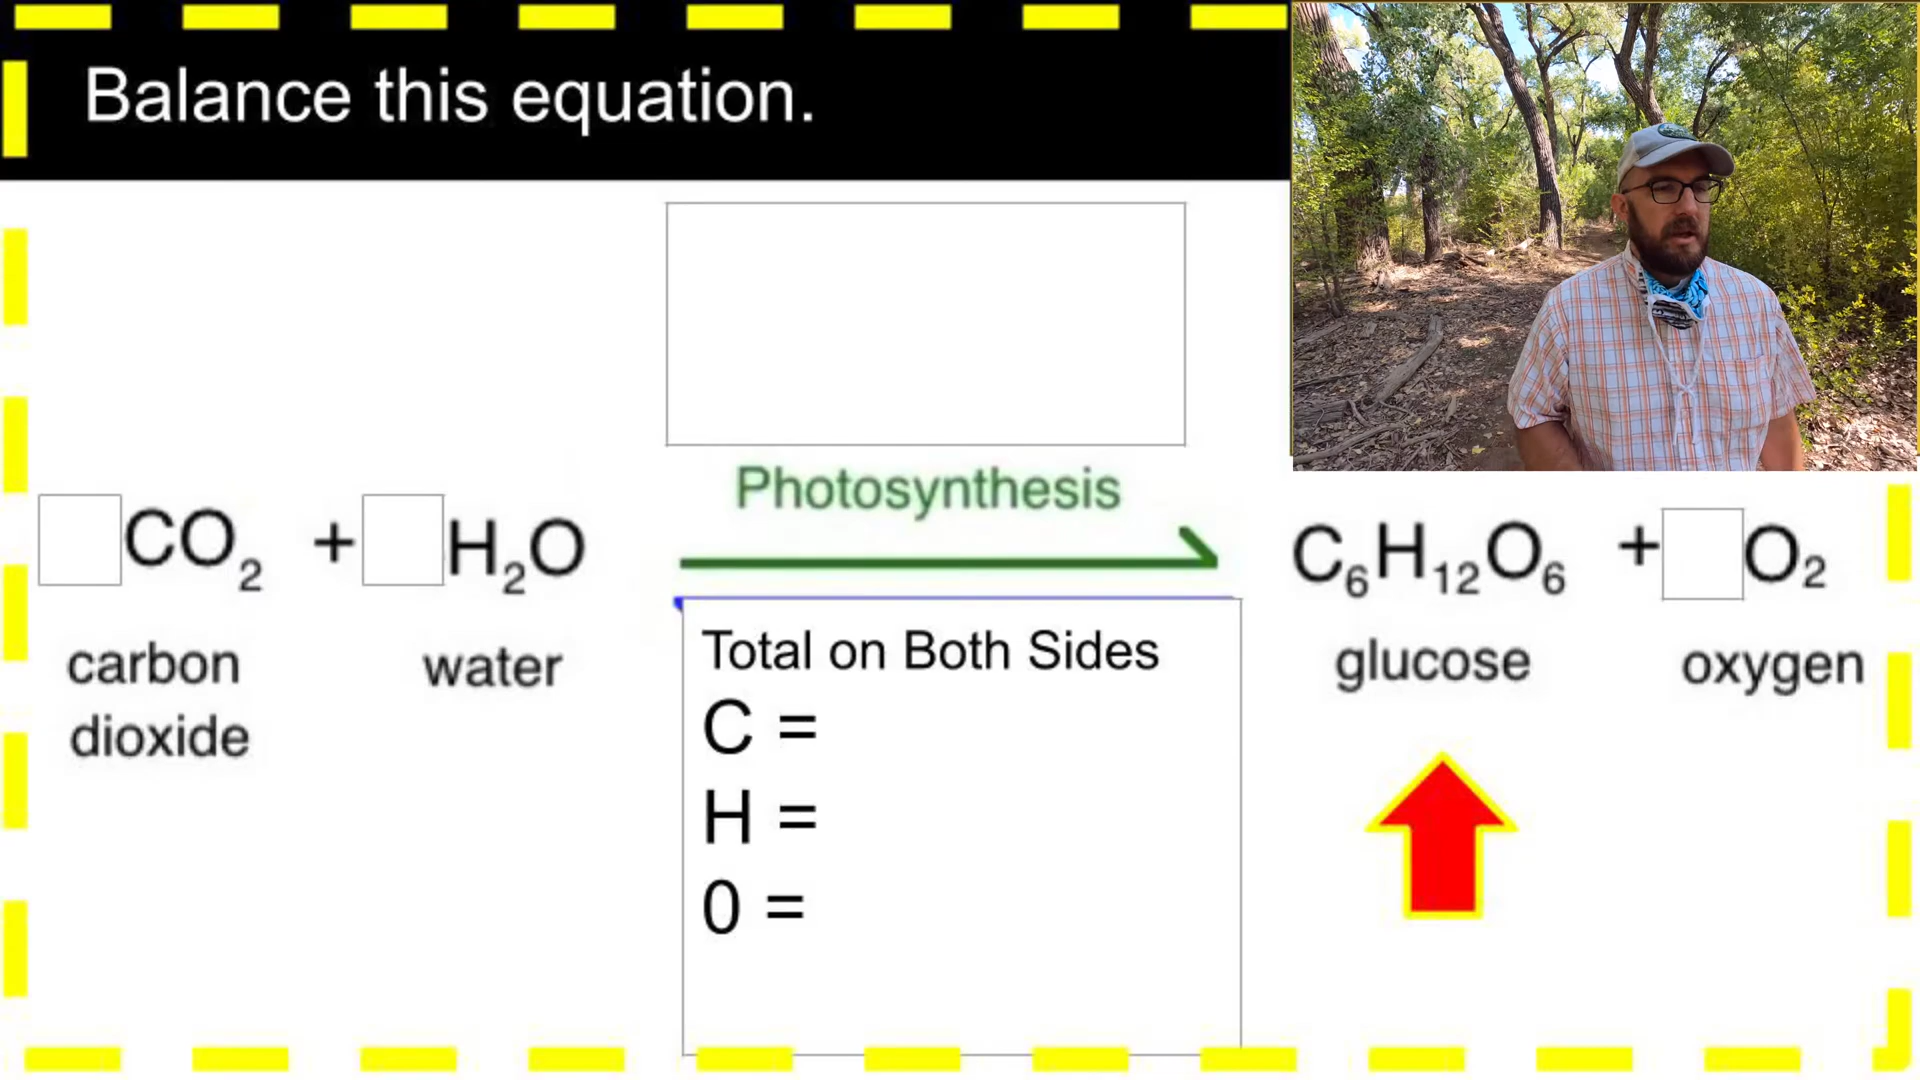 Balance this equation.
Photosynthesis
CO₂ + H₂O C₆H₁₂O₆ + O₂
carbon dioxide water glucose oxygen
Total on Both Sides
C =
H =
0 =